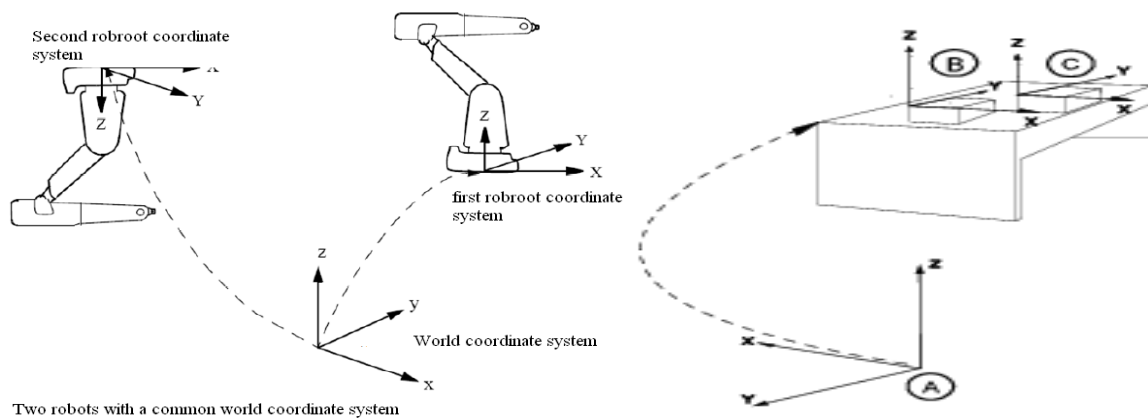 Second robroot coordinate
system
X
Y
Z
Z
Y
X
first robroot coordinate
system
z
y
x
World coordinate system
Two robots with a common world coordinate system
Z
B
Y
X
Z
C
Y
X
Z
X
Y
A